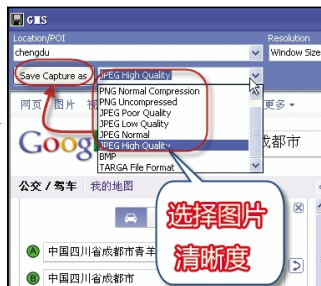 GMS
Location/POI
Resolution
chengdu
Window Size
Save Capture as
JPEG High Quality
PNG Normal Compression
PNG Uncompressed
JPEG Poor Quality
JPEG Low Quality
JPEG Normal
JPEG High Quality
BMP
TARGA File Format
网页
图片
更多
Goog
成都市
公交 / 驾车
我的地图
选择图片
清晰度
A 中国四川省成都市青羊
B 中国四川省成都市